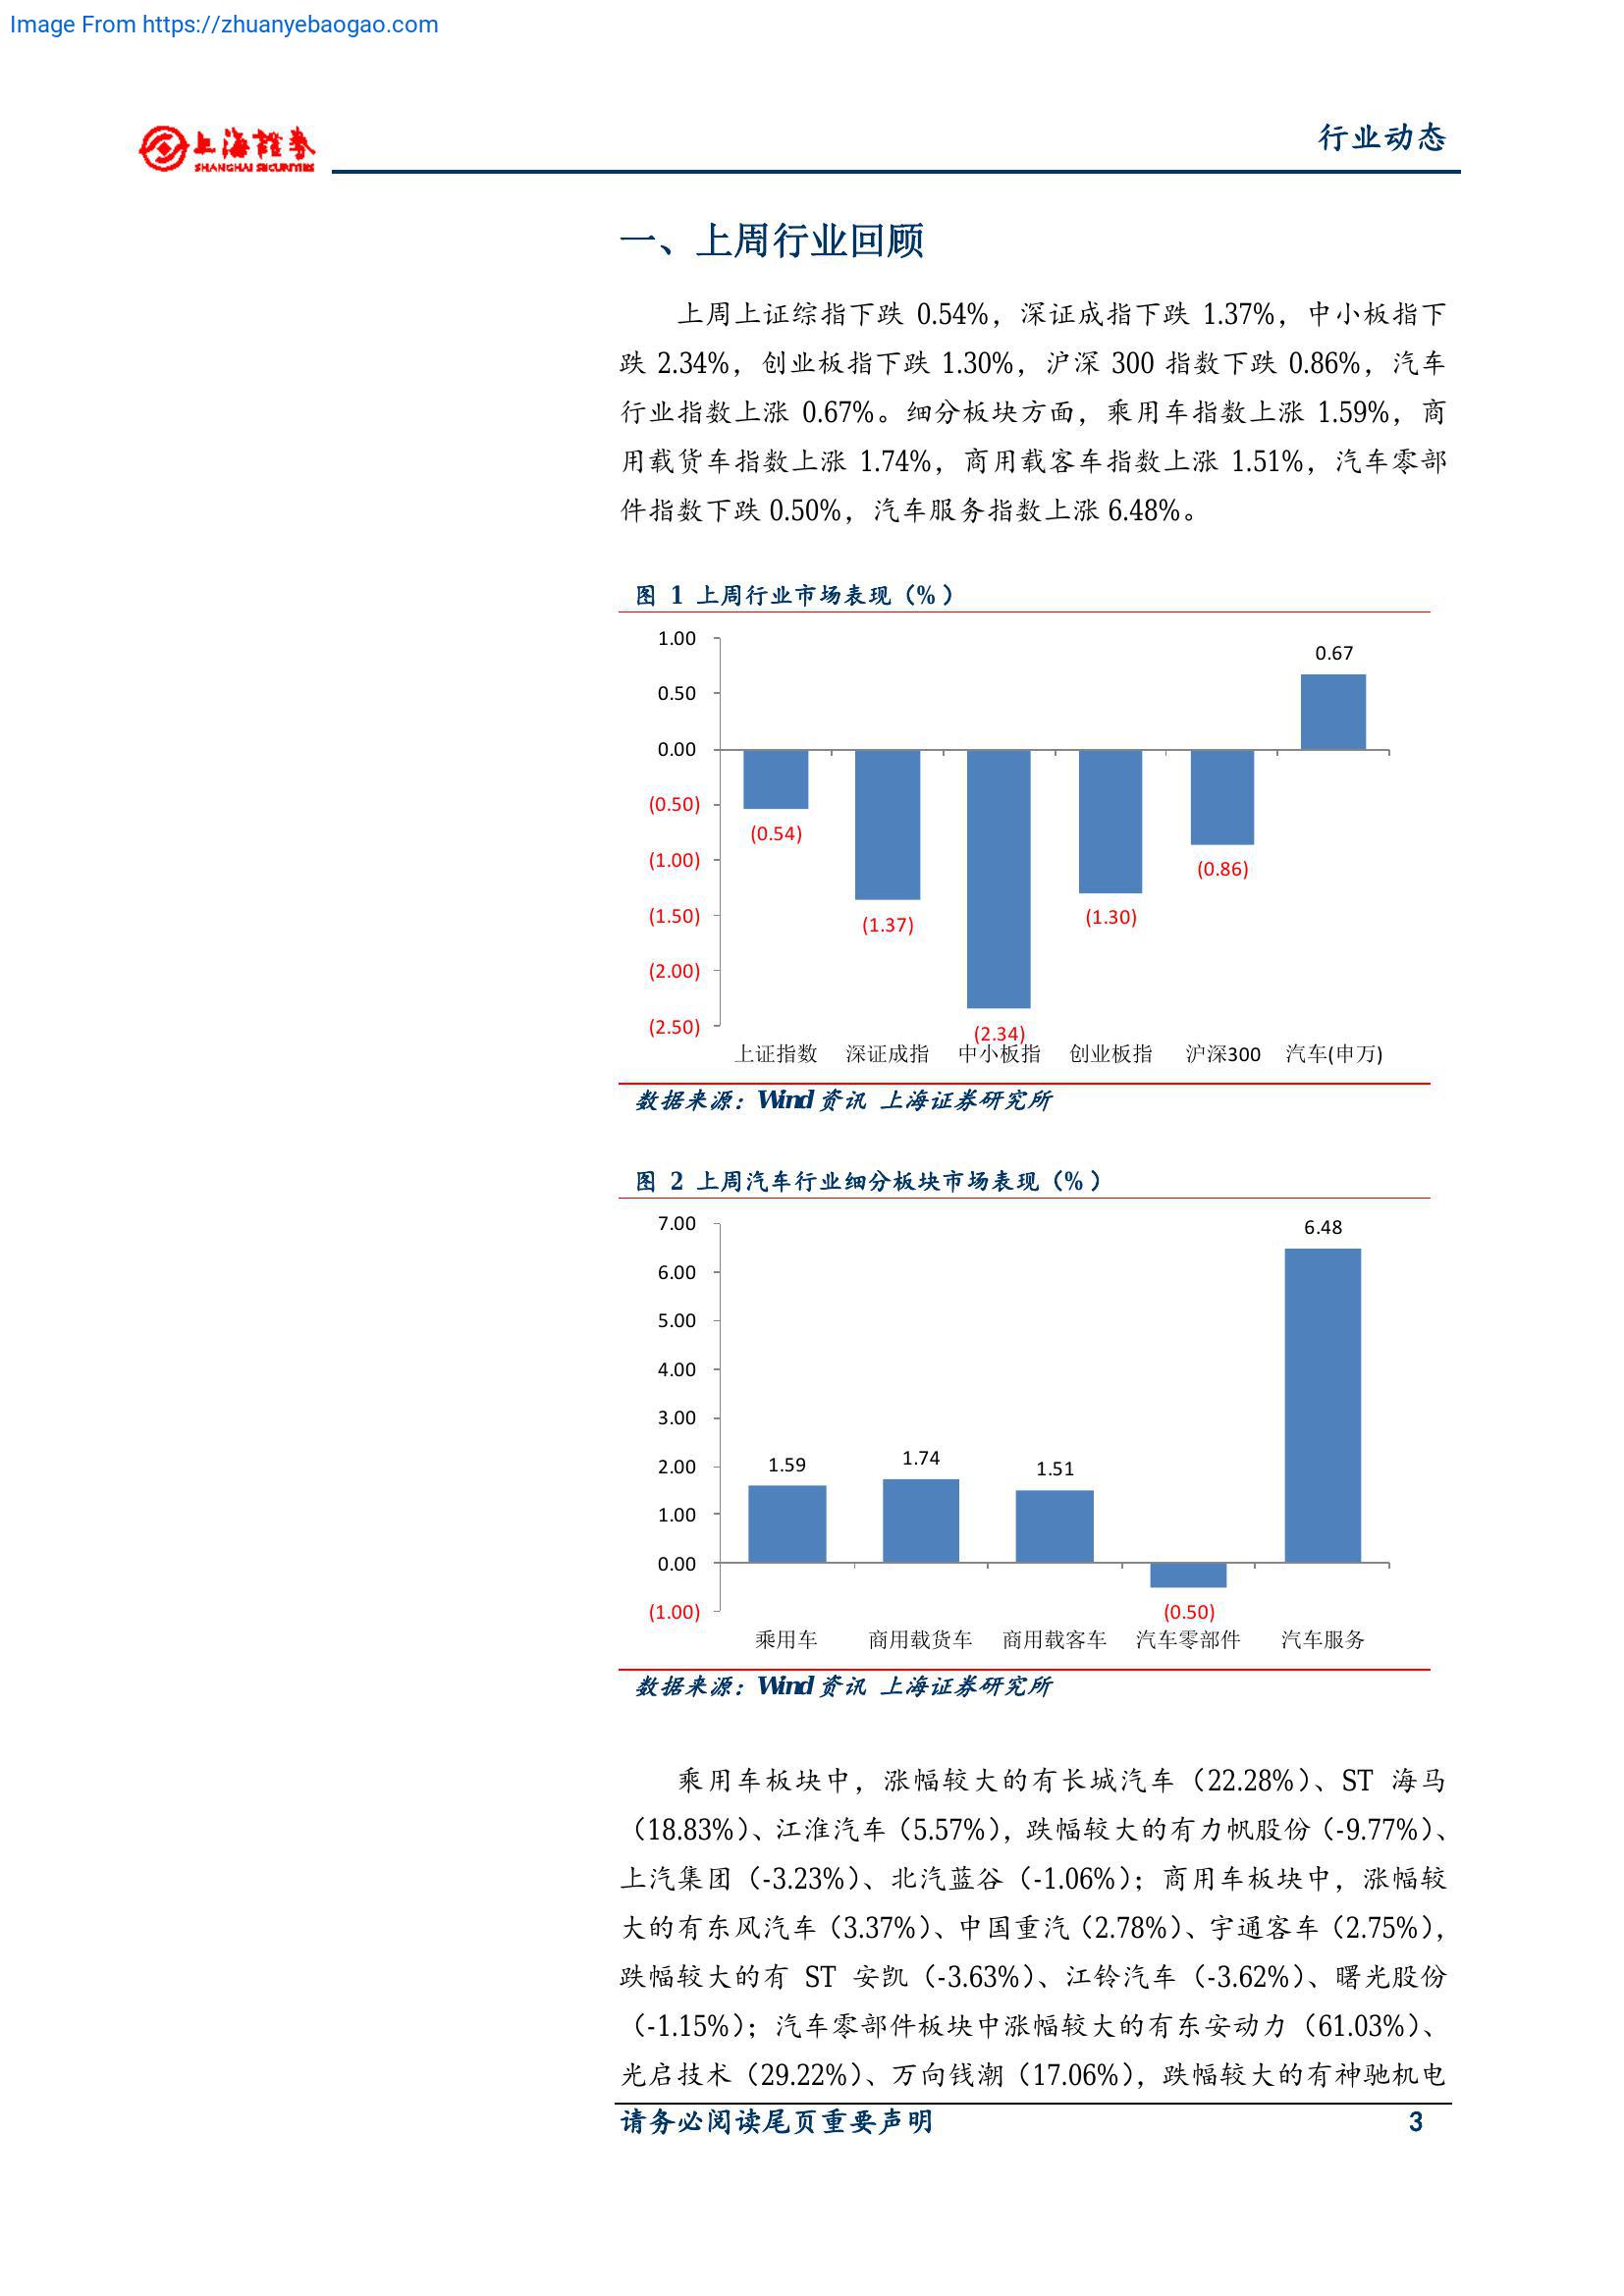 Image From https://zhuanyebaogao.com
上海證券
SHANGHAI SECURITIES
行业动态
一、上周行业回顾
上周上证综指下跌 0.54%，深证成指下跌 1.37%，中小板指下
跌 2.34%，创业板指下跌 1.30%，沪深 300 指数下跌 0.86%，汽车
行业指数上涨 0.67%。细分板块方面，乘用车指数上涨 1.59%，商
用载货车指数上涨 1.74%，商用载客车指数上涨 1.51%，汽车零部
件指数下跌 0.50%，汽车服务指数上涨 6.48%。
图 1 上周行业市场表现（%）
1.00
0.50
0.00
(0.50)
(1.00)
(1.50)
(2.00)
(2.50)
(0.54)
(1.37)
(2.34)
(1.30)
(0.86)
0.67
上证指数 深证成指 中小板指 创业板指 沪深300 汽车(申万)
数据来源：Wind 资讯 上海证券研究所
图 2 上周汽车行业细分板块市场表现（%）
7.00
6.00
5.00
4.00
3.00
2.00
1.00
0.00
(1.00)
1.59
1.74
1.51
(0.50)
6.48
乘用车 商用载货车 商用载客车 汽车零部件 汽车服务
数据来源：Wind 资讯 上海证券研究所
乘用车板块中，涨幅较大的有长城汽车（22.28%）、ST 海马
（18.83%）、江淮汽车（5.57%），跌幅较大的有力帆股份（-9.77%）、
上汽集团（-3.23%）、北汽蓝谷（-1.06%）；商用车板块中，涨幅较
大的有东风汽车（3.37%）、中国重汽（2.78%）、宇通客车（2.75%），
跌幅较大的有 ST 安凯（-3.63%）、江铃汽车（-3.62%）、曙光股份
（-1.15%）；汽车零部件板块中涨幅较大的有东安动力（61.03%）、
光启技术（29.22%）、万向钱潮（17.06%），跌幅较大的有神驰机电
请务必阅读尾页重要声明 3